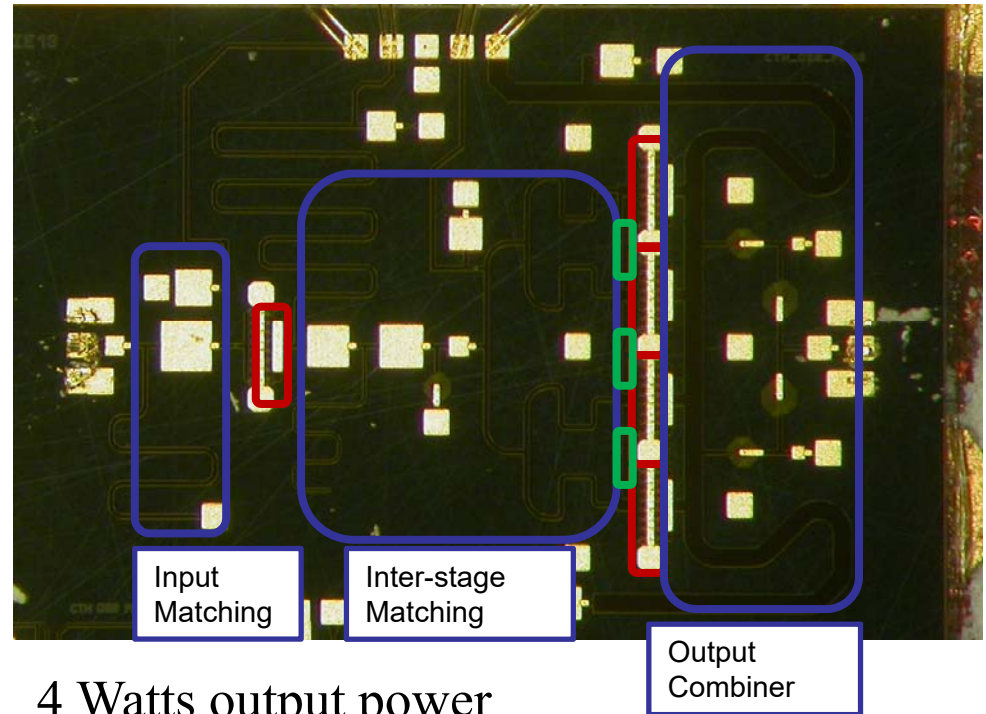 Input
Matching
Inter-stage
Matching
Output
Combiner
4 Watts output power